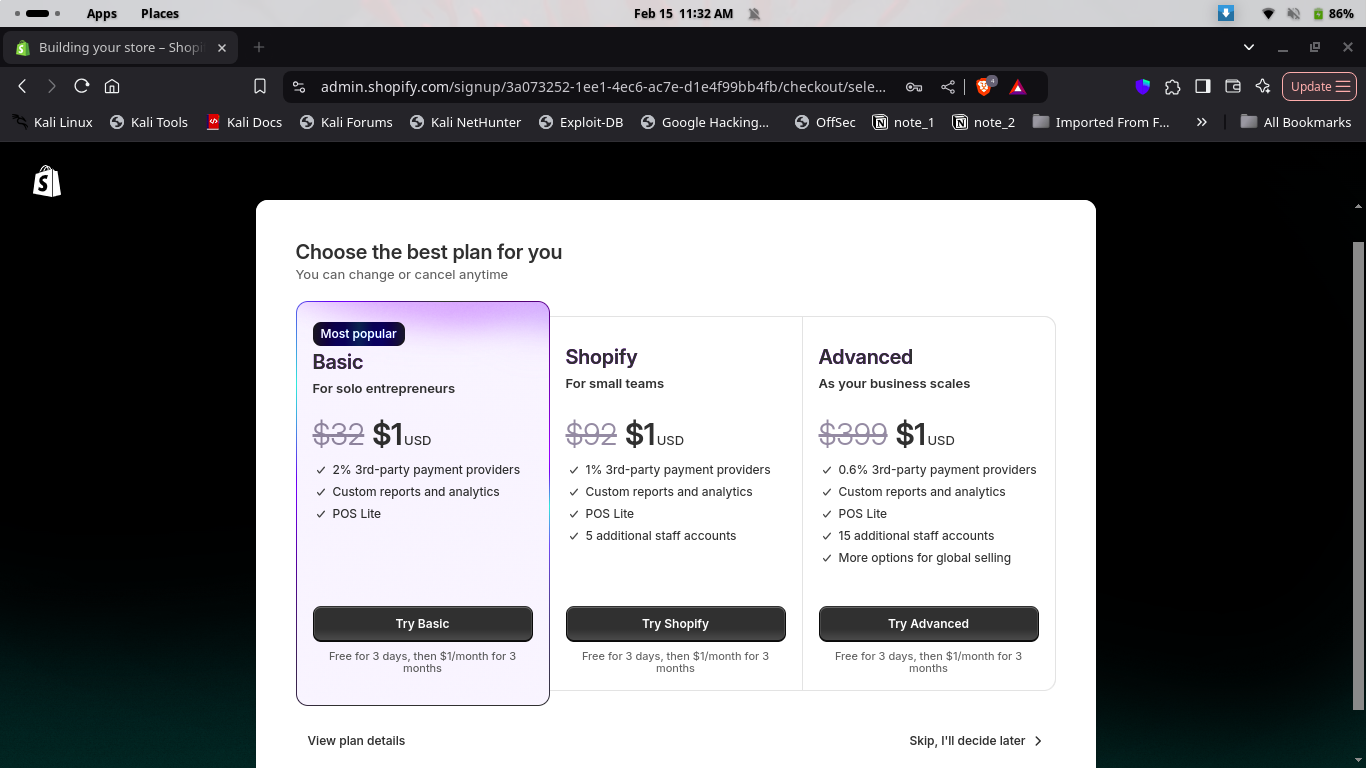 Apps Places Feb 15 11:32 AM 86%
Building your store – Shopi
admin.shopify.com/signup/3a073252-1ee1-4ec6-ac7e-d1e4f99bb4fb/checkout/sele... 4 Update
Kali Linux Kali Tools Kali Docs Kali Forums Kali NetHunter Exploit-DB Google Hacking... OffSec note_1 note_2 Imported From F... All Bookmarks
Choose the best plan for you
You can change or cancel anytime
Most popular
Basic
For solo entrepreneurs
$32 $1 USD
2% 3rd-party payment providers
Custom reports and analytics
POS Lite
Try Basic
Free for 3 days, then $1/month for 3
months
Shopify
For small teams
$92 $1 USD
1% 3rd-party payment providers
Custom reports and analytics
POS Lite
5 additional staff accounts
Try Shopify
Free for 3 days, then $1/month for 3
months
Advanced
As your business scales
$399 $1 USD
0.6% 3rd-party payment providers
Custom reports and analytics
POS Lite
15 additional staff accounts
More options for global selling
Try Advanced
Free for 3 days, then $1/month for 3
months
View plan details Skip, I'll decide later